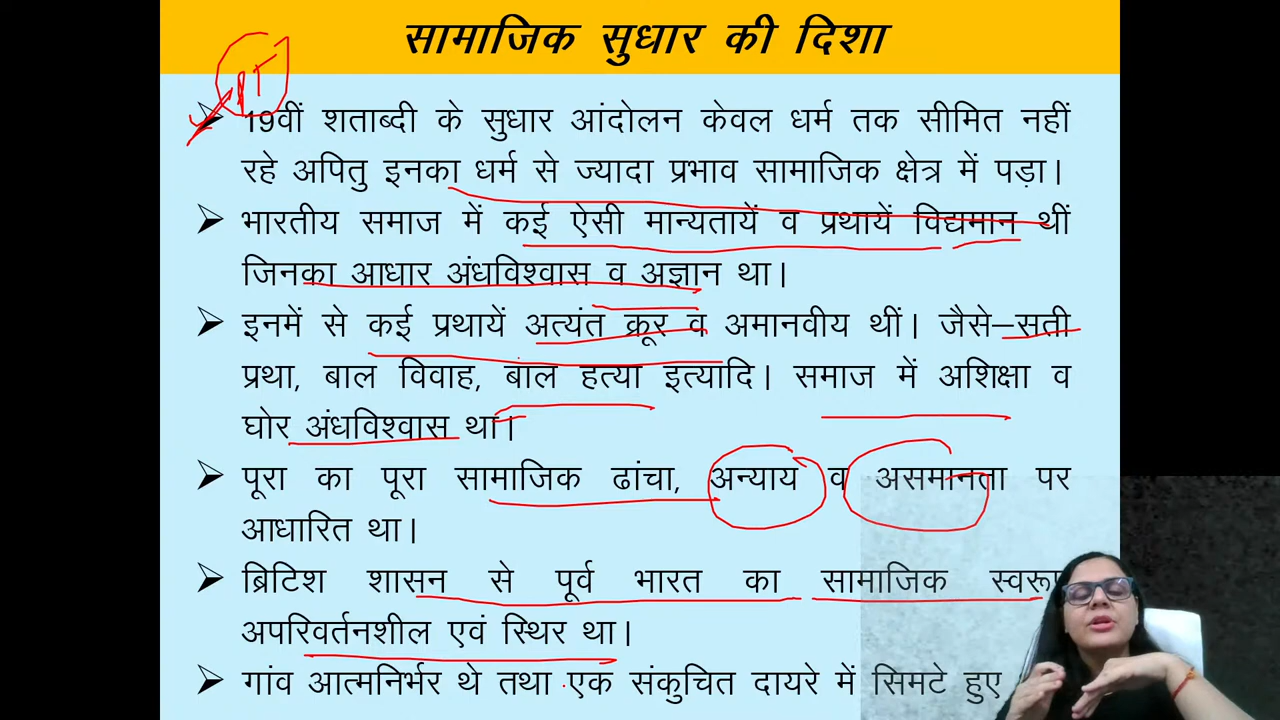 सामाजिक सुधार की दिशा
19वीं शताब्दी के सुधार आंदोलन केवल धर्म तक सीमित नहीं
रहे अपितु इनका धर्म से ज्यादा प्रभाव सामाजिक क्षेत्र में पड़ा।
भारतीय समाज में कई ऐसी मान्यतायें व प्रथायें विद्यमान थीं
जिनका आधार अंधविश्वास व अज्ञान था।
इनमें से कई प्रथायें अत्यंत क्रूर व अमानवीय थीं। जैसे–सती
प्रथा, बाल विवाह, बाल हत्या इत्यादि। समाज में अशिक्षा व
घोर अंधविश्वास था।
पूरा का पूरा सामाजिक ढांचा, अन्याय व असमानता पर
आधारित था।
ब्रिटिश शासन से पूर्व भारत का सामाजिक स्वरूप
अपरिवर्तनशील एवं स्थिर था।
गांव आत्मनिर्भर थे तथा एक संकुचित दायरे में सिमटे हुए